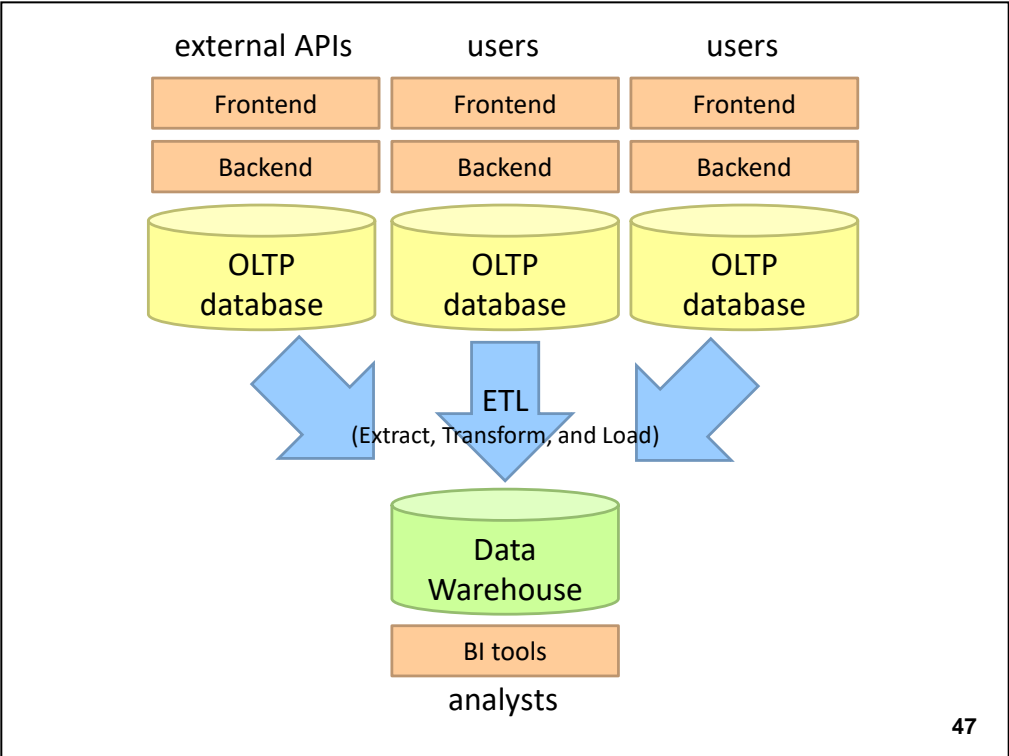 external APIs
users
users
Frontend
Frontend
Frontend
Backend
Backend
Backend
OLTP
database
OLTP
database
OLTP
database
ETL
(Extract, Transform, and Load)
Data
Warehouse
BI tools
analysts
47